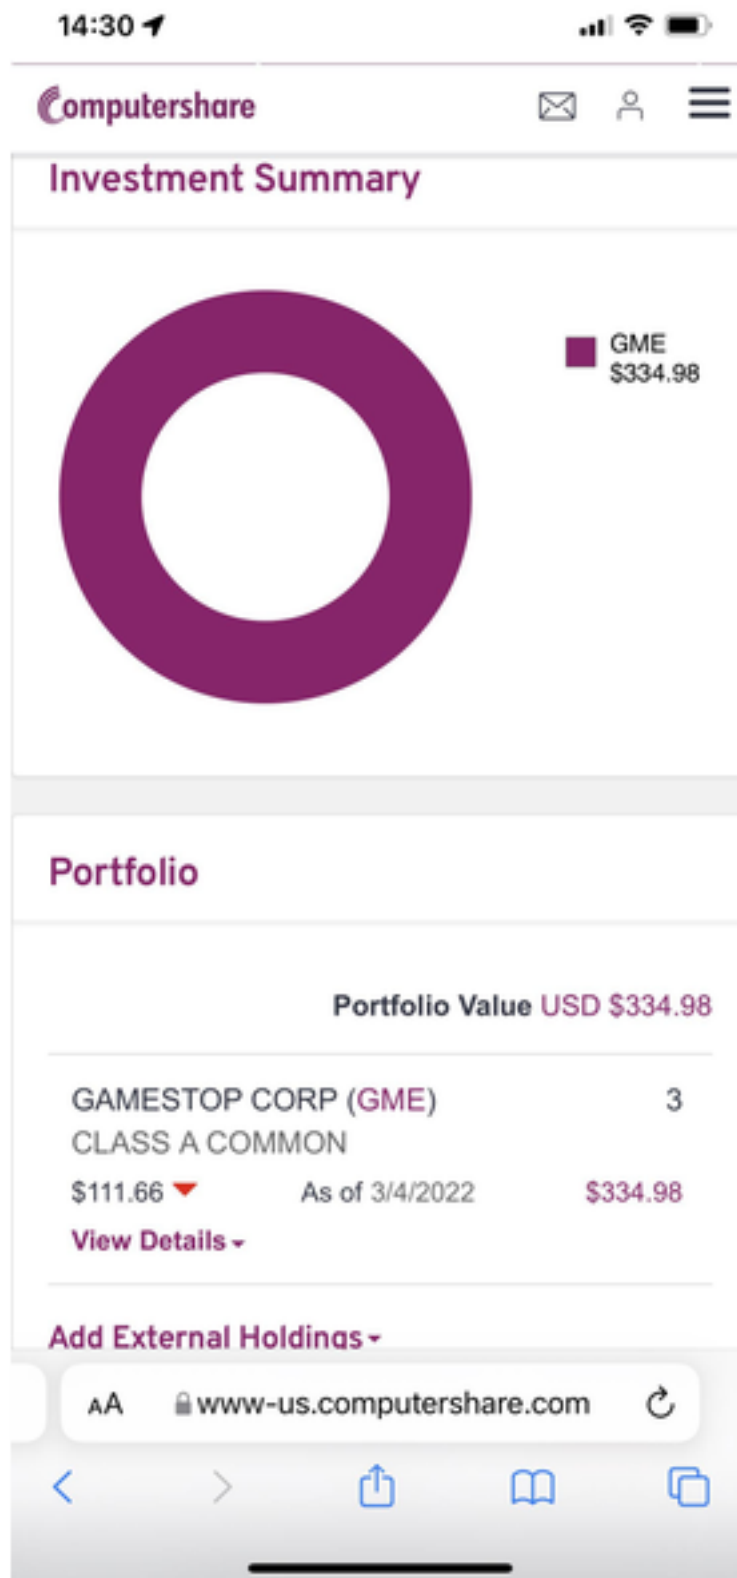 14:30
Computershare
Investment Summary
GME
$334.98
Portfolio
Portfolio Value USD $334.98
GAMESTOP CORP (GME) 3
CLASS A COMMON
$111.66 As of 3/4/2022 $334.98
View Details
Add External Holdings
AA www-us.computershare.com